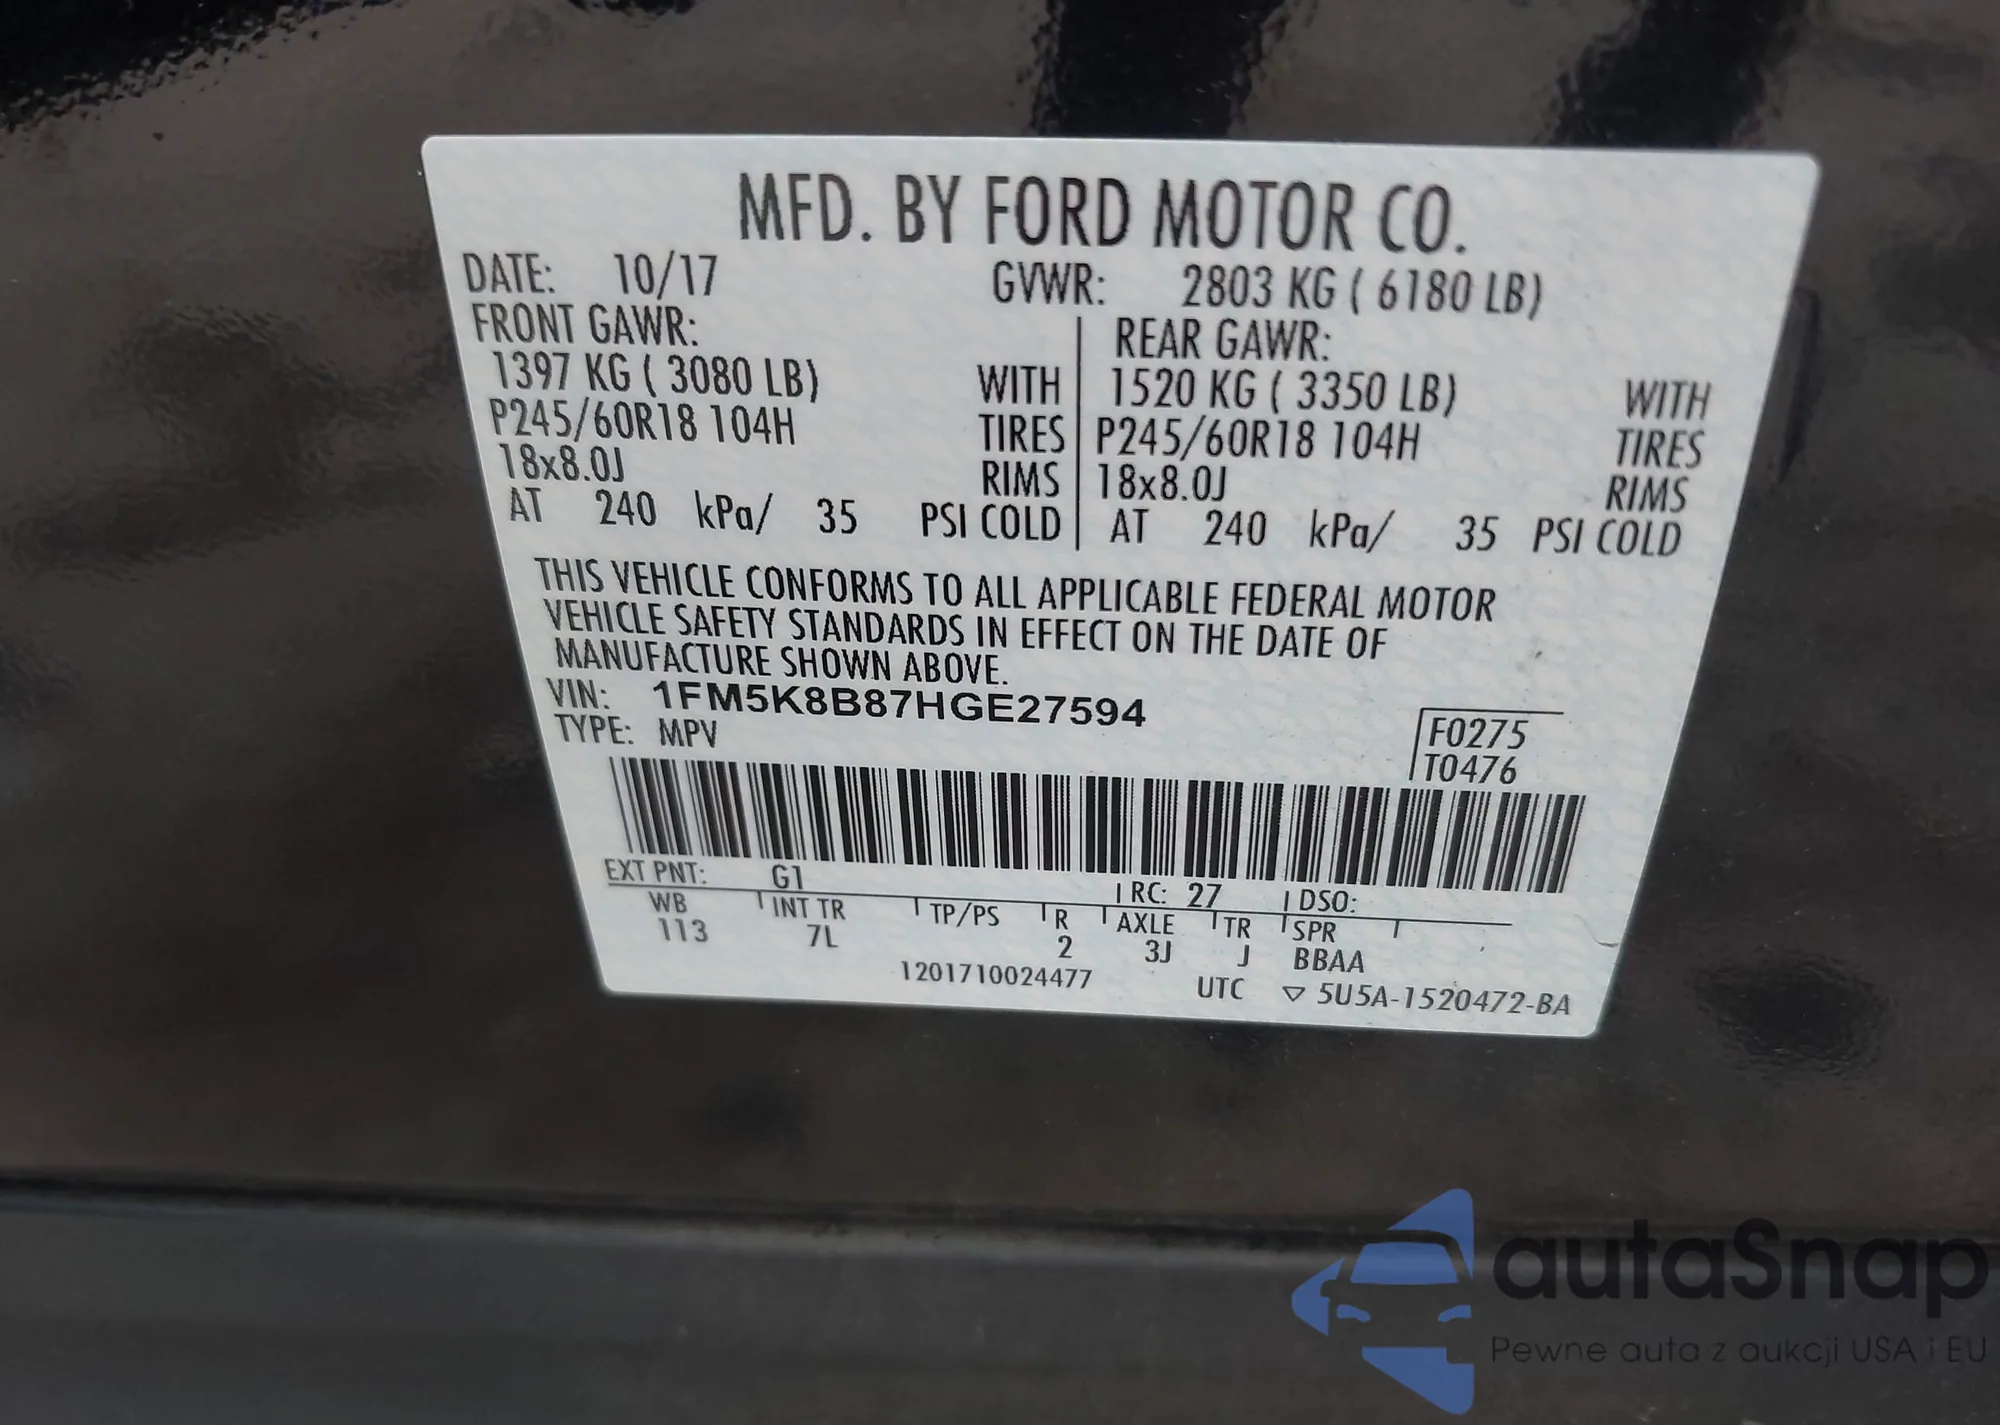 MFD. BY FORD MOTOR CO.
DATE: 10/17 GVWR: 2803 KG ( 6180 LB)
FRONT GAWR: REAR GAWR:
1397 KG ( 3080 LB) WITH 1520 KG ( 3350 LB) WITH
P245/60R18 104H TIRES P245/60R18 104H TIRES
18x8.0J RIMS 18x8.0J RIMS
AT 240 kPa/ 35 PSI COLD AT 240 kPa/ 35 PSI COLD
THIS VEHICLE CONFORMS TO ALL APPLICABLE FEDERAL MOTOR
VEHICLE SAFETY STANDARDS IN EFFECT ON THE DATE OF
MANUFACTURE SHOWN ABOVE.
VIN: 1FM5K8B87HGE27594
TYPE: MPV
F0275
T0476
EXT PNT: G1 RC: 27 DSO:
WB INT TR TP/PS R AXLE TR SPR
113 7L 2 3J J BBAA
1201710024477 UTC ▽ 5U5A-1520472-BA
autaSnap
Pewne auta z aukcji USA i EU